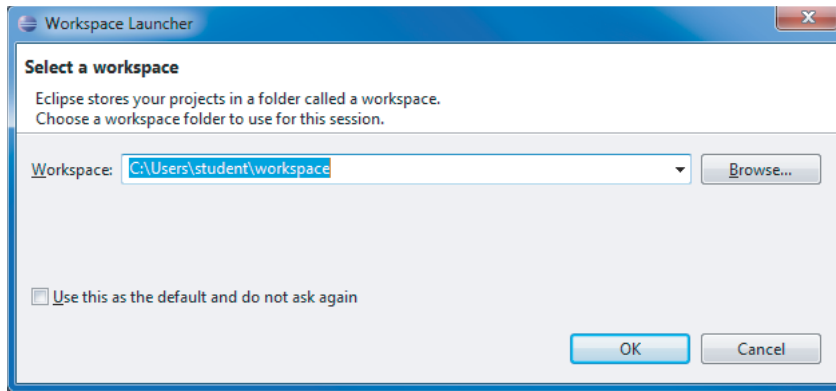 Workspace Launcher
Select a workspace
Eclipse stores your projects in a folder called a workspace.
Choose a workspace folder to use for this session.
Workspace: C:\Users\student\workspace Browse...
Use this as the default and do not ask again
OK Cancel